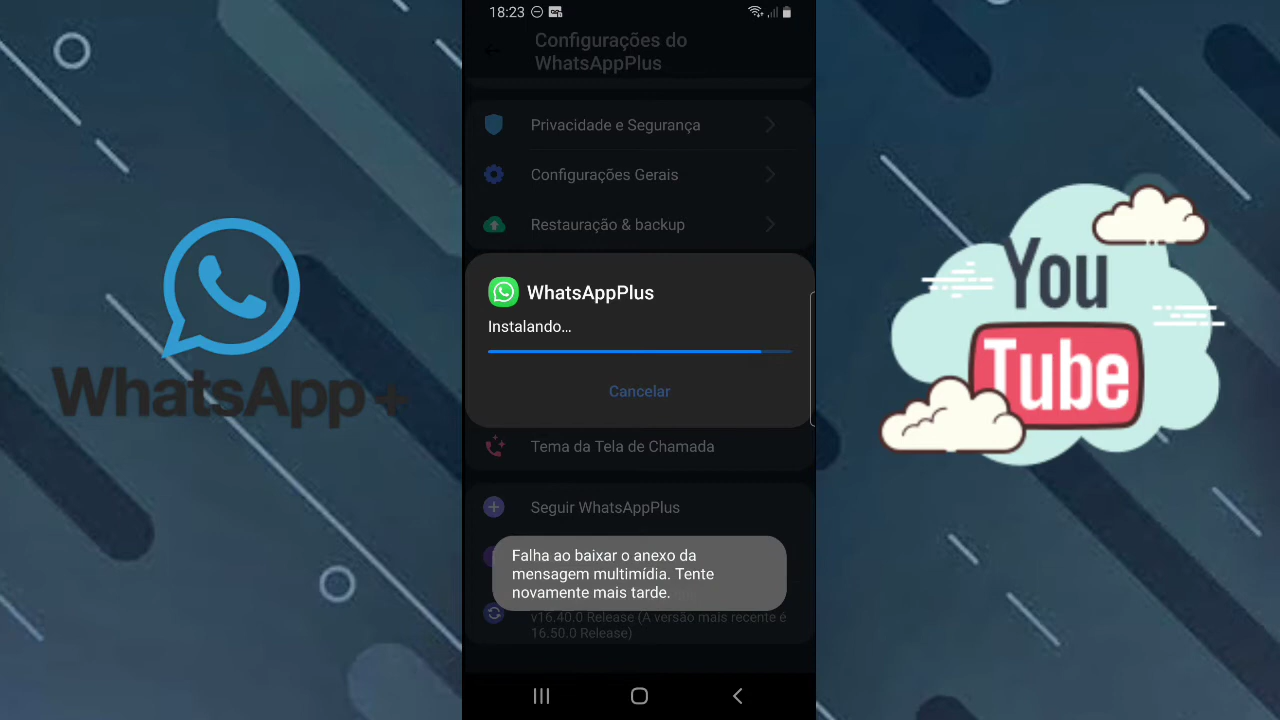 18:23
Configurações do
WhatsAppPlus
Privacidade e Segurança
Configurações Gerais
Restauração & backup
WhatsAppPlus
Instalando...
Cancelar
Tema da Tela de Chamada
Seguir WhatsAppPlus
Falha ao baixar o anexo da
mensagem multimídia. Tente
novamente mais tarde.
v16.40.0 Release (A versão mais recente é
16.50.0 Release)
WhatsApp+
You
Tube